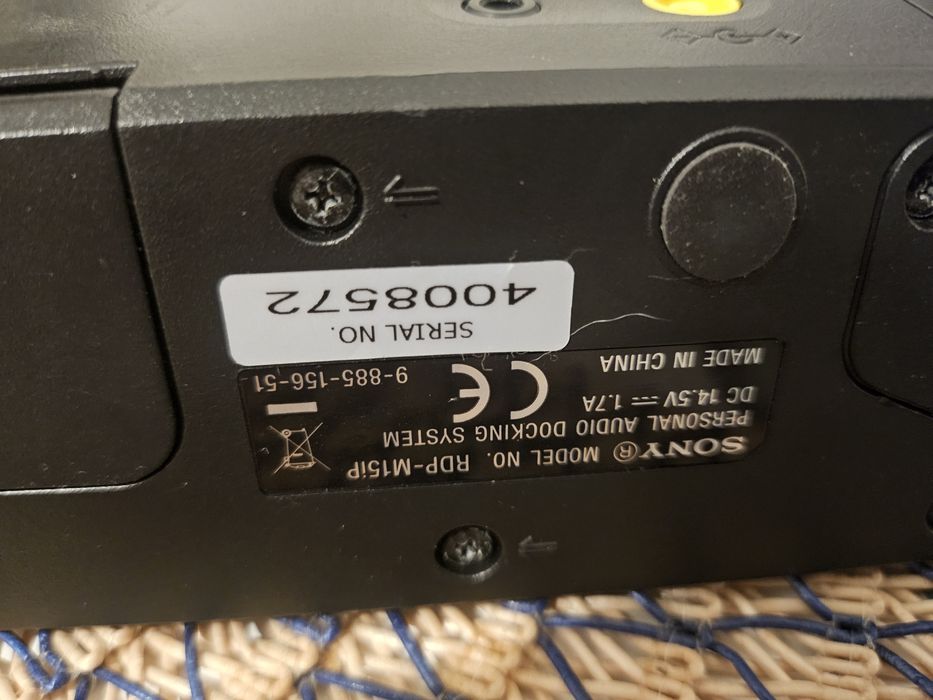 SONY® MODEL NO. RDP-M15iP
PERSONAL AUDIO DOCKING SYSTEM
DC 14.5V 1.7A
CE
MADE IN CHINA
9-885-156-51
SERIAL NO.
4008572